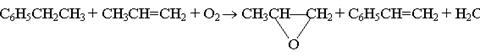 C₆H₅CH₂CH₃ + CH₃CH=CH₂ + O₂ → CH₃CH—CH₂ + C₆H₅CH=CH₂ + H₂O
O